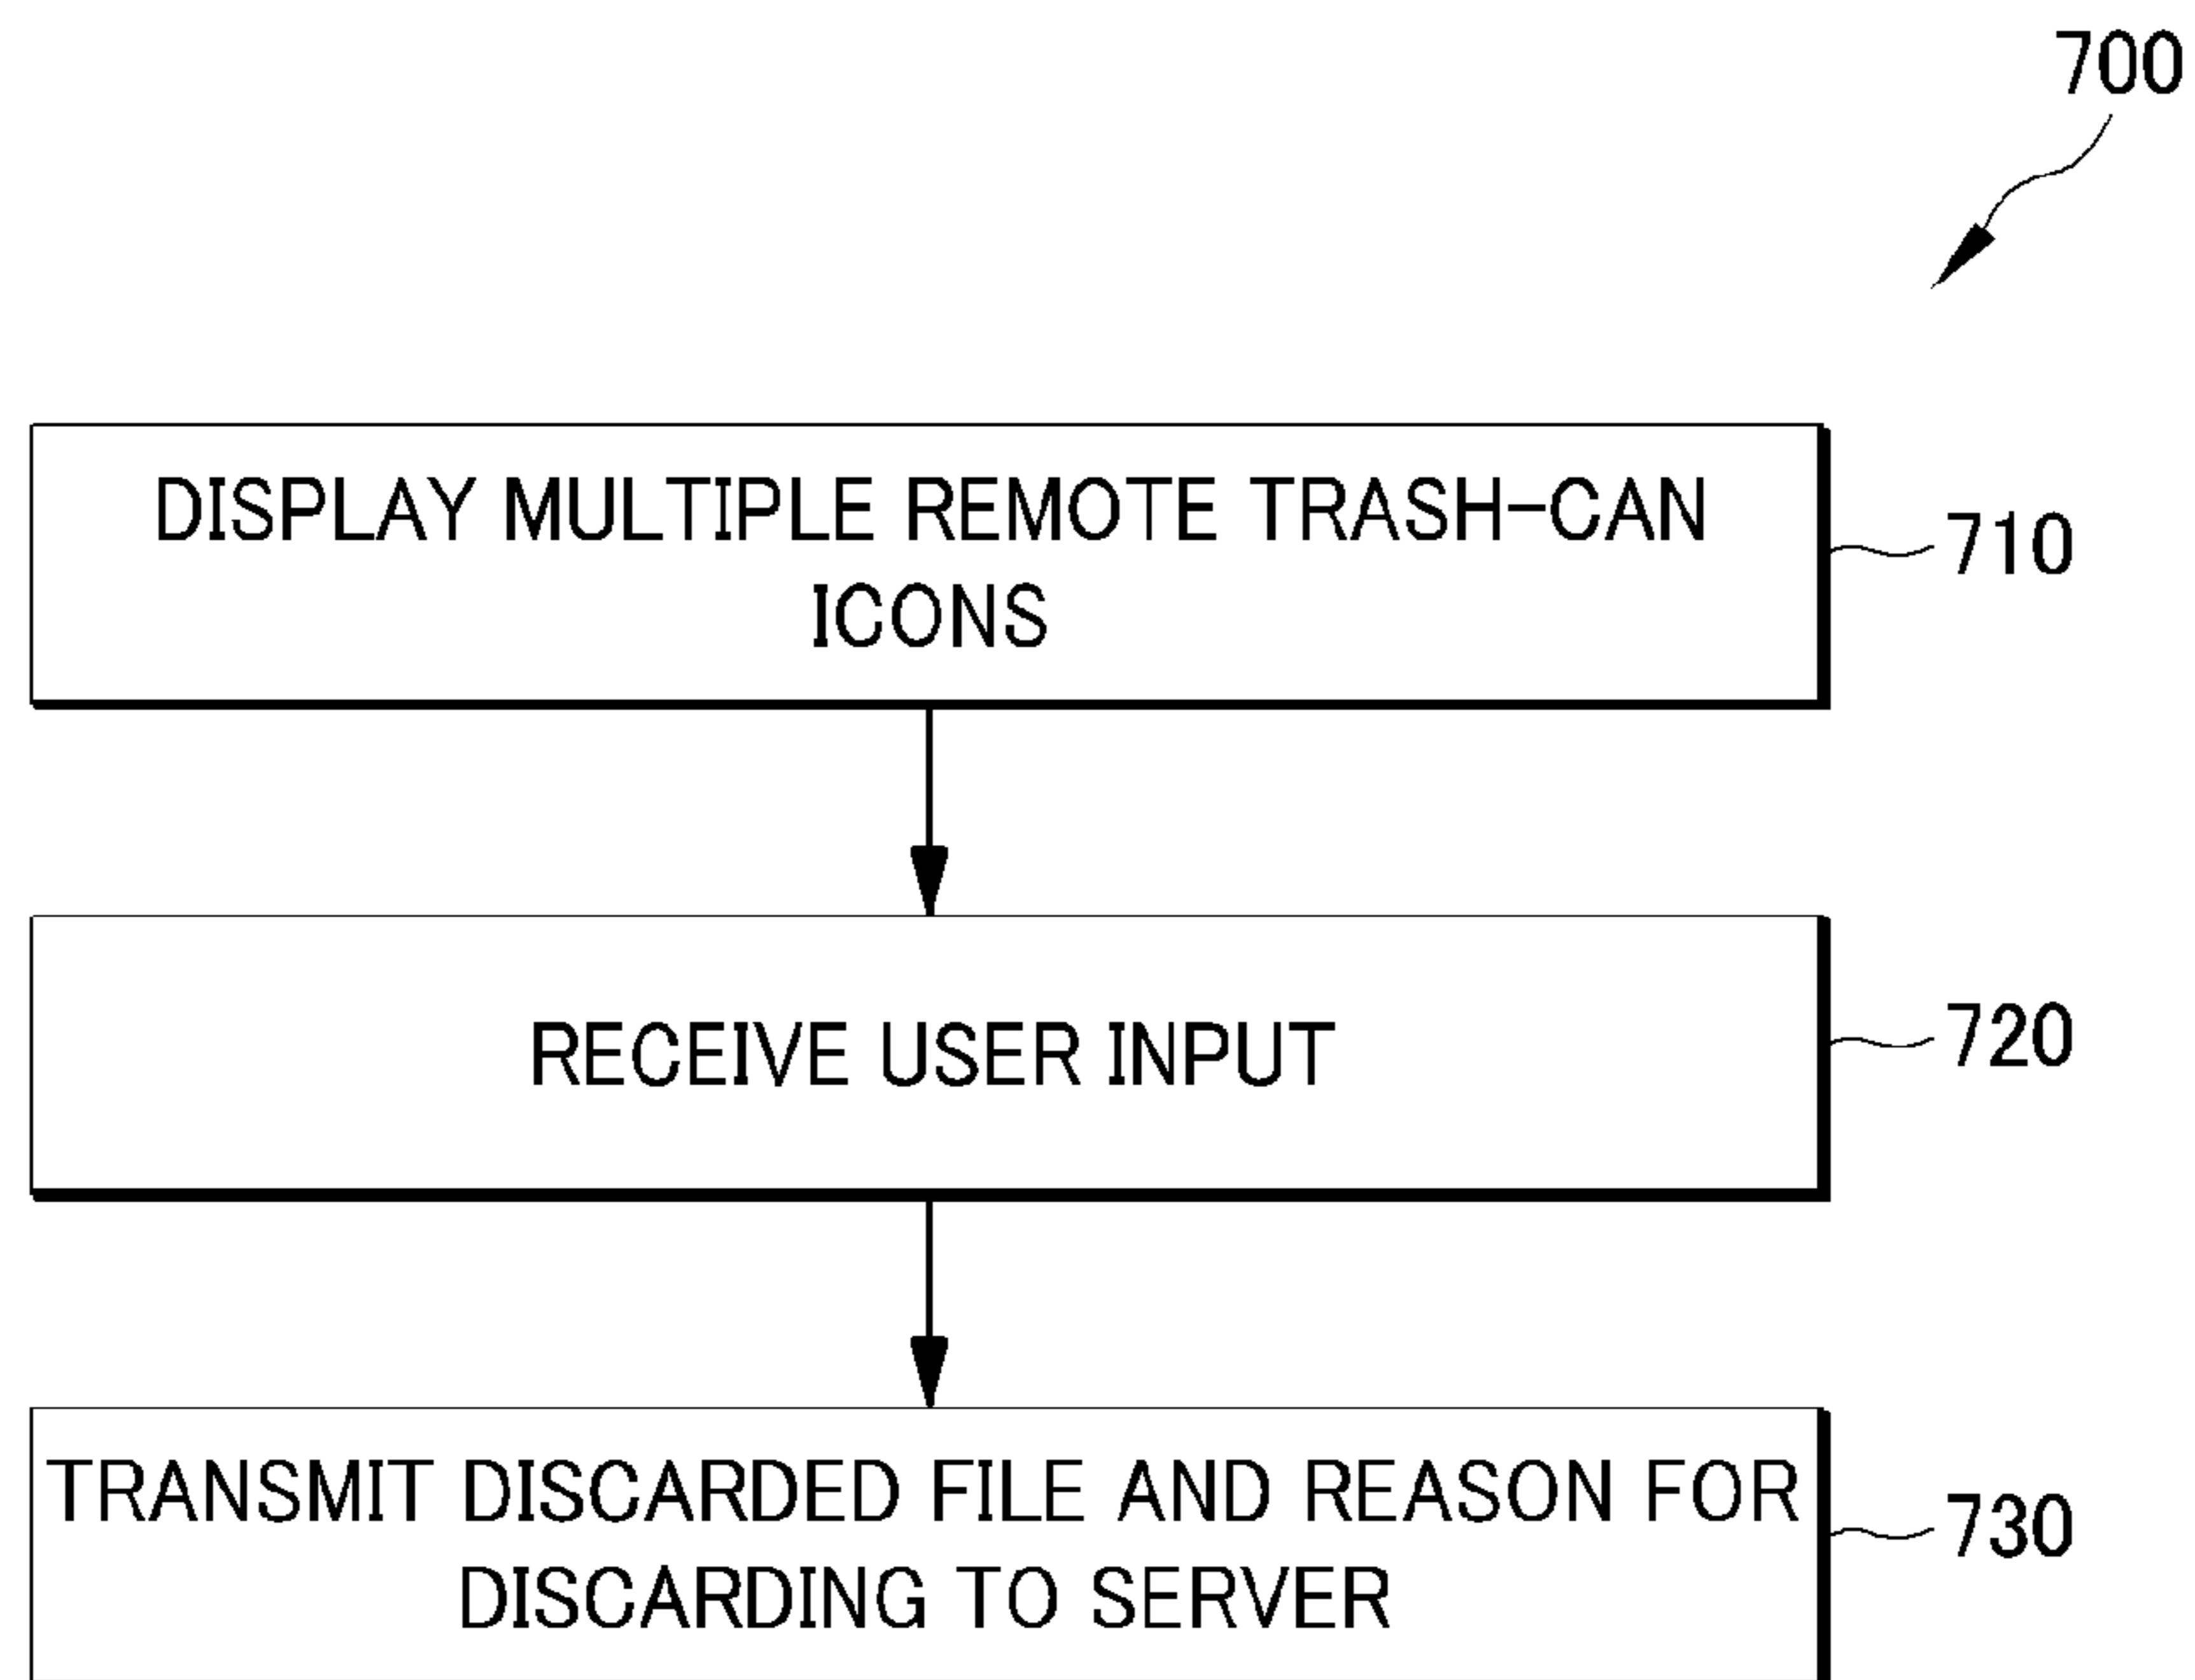 700
DISPLAY MULTIPLE REMOTE TRASH-CAN
ICONS
710
RECEIVE USER INPUT
720
TRANSMIT DISCARDED FILE AND REASON FOR
DISCARDING TO SERVER
730